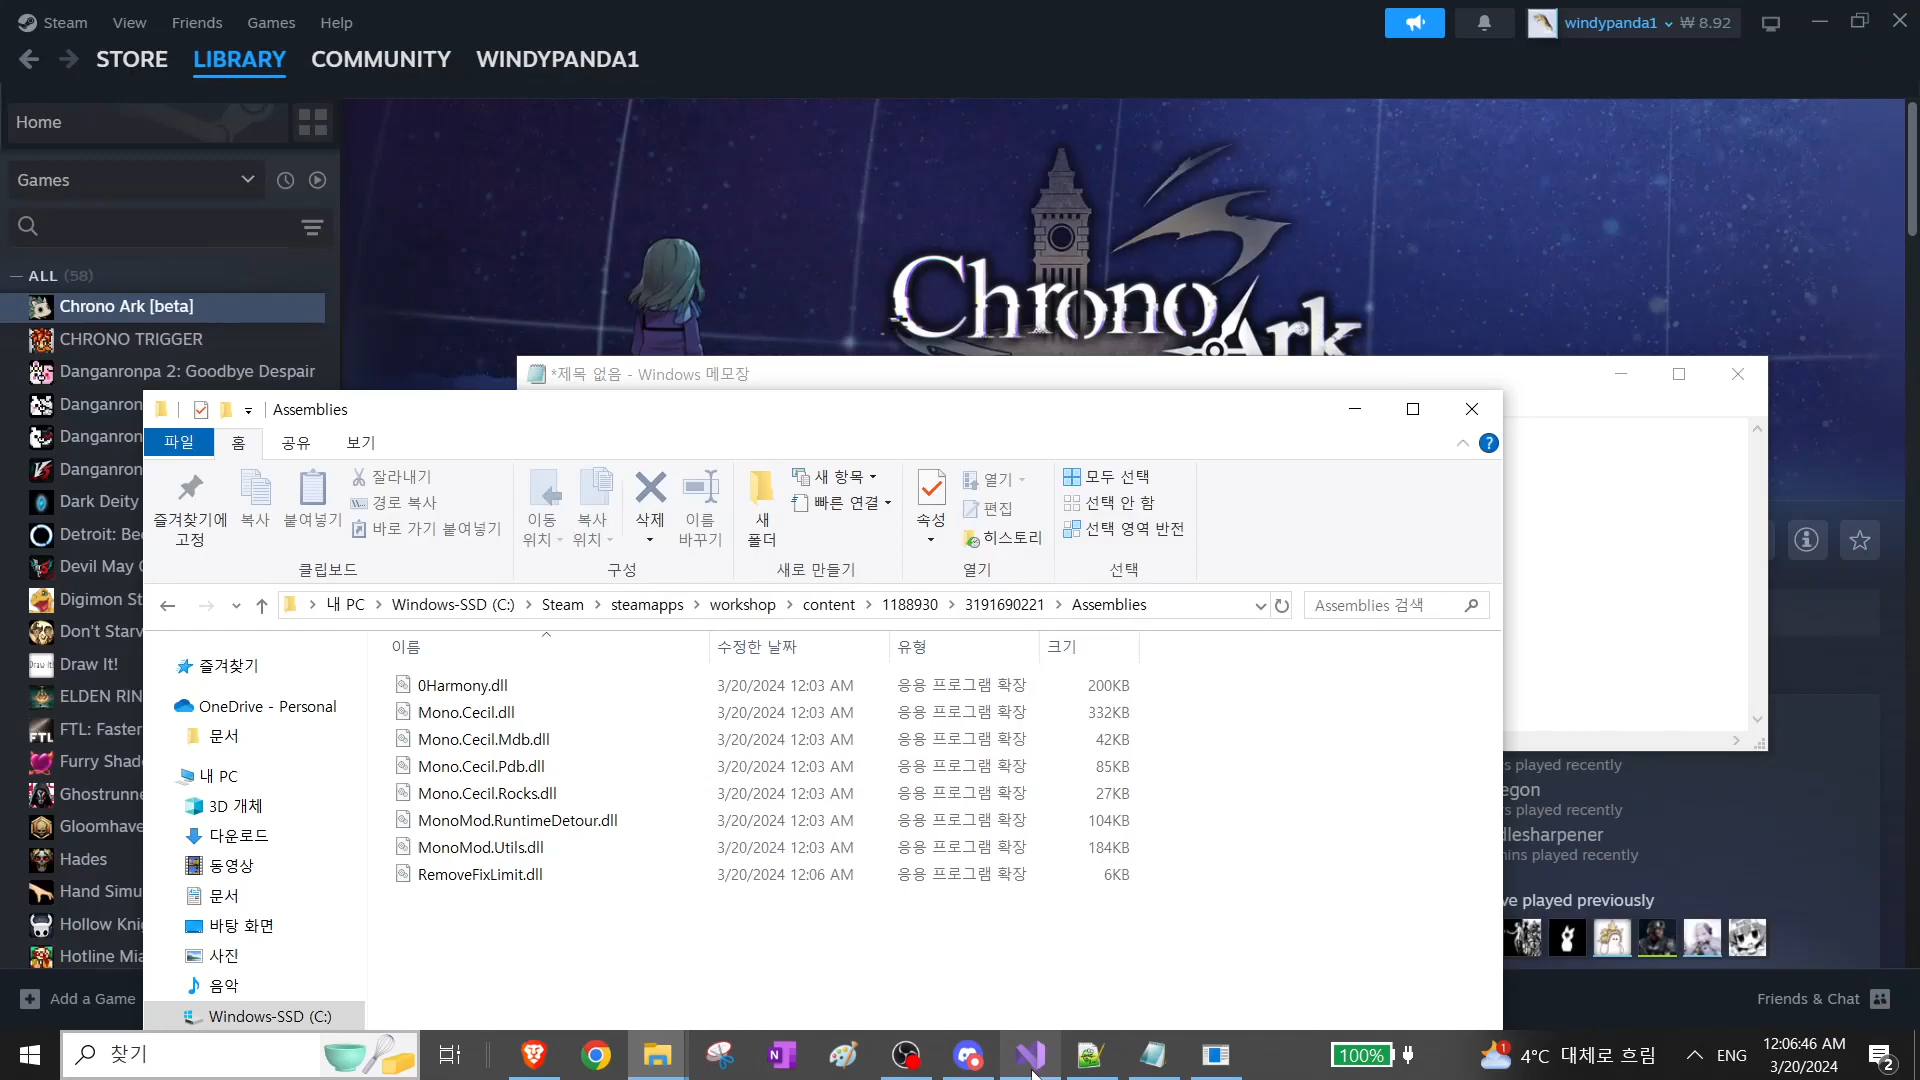 Steam View Friends Games Help
windypanda1 ₩ 8.92
STORE LIBRARY COMMUNITY WINDYPANDA1
Home
Games
ALL (58)
Chrono Ark [beta]
CHRONO TRIGGER
Danganronpa 2: Goodbye Despair
Danganron
Danganron
Danganron
Dark Deity
Detroit: Be
Devil May
Digimon St
Don't Starv
Draw It!
ELDEN RIN
FTL: Faster
Furry Shad
Ghostrunne
Gloomhave
Hades
Hand Simu
Hollow Kni
Hotline Mia
Add a Game
Chrono Ark
*제목 없음 - Windows 메모장
Assemblies
파일 홈 공유 보기
즐겨찾기에 고정
복사
붙여넣기
잘라내기
경로 복사
바로 가기 붙여넣기
클립보드
이동 위치
복사 위치
삭제
이름 바꾸기
구성
새 폴더
새 항목
빠른 연결
새로 만들기
속성
열기
편집
히스토리
열기
모두 선택
선택 안 함
선택 영역 반전
선택
내 PC > Windows-SSD (C:) > Steam > steamapps > workshop > content > 1188930 > 3191690221 > Assemblies
Assemblies 검색
이름 수정한 날짜 유형 크기
0Harmony.dll 3/20/2024 12:03 AM 응용 프로그램 확장 200KB
Mono.Cecil.dll 3/20/2024 12:03 AM 응용 프로그램 확장 332KB
Mono.Cecil.Mdb.dll 3/20/2024 12:03 AM 응용 프로그램 확장 42KB
Mono.Cecil.Pdb.dll 3/20/2024 12:03 AM 응용 프로그램 확장 85KB
Mono.Cecil.Rocks.dll 3/20/2024 12:03 AM 응용 프로그램 확장 27KB
MonoMod.RuntimeDetour.dll 3/20/2024 12:03 AM 응용 프로그램 확장 104KB
MonoMod.Utils.dll 3/20/2024 12:03 AM 응용 프로그램 확장 184KB
RemoveFixLimit.dll 3/20/2024 12:06 AM 응용 프로그램 확장 6KB
즐겨찾기
OneDrive - Personal
문서
내 PC
3D 개체
다운로드
동영상
문서
바탕 화면
사진
음악
Windows-SSD (C:)
s played recently
egon
s played recently
dlesharpener
ins played recently
ve played previously
Friends & Chat
찾기
100%
1
4°C 대체로 흐림
ENG
12:06:46 AM
3/20/2024
2